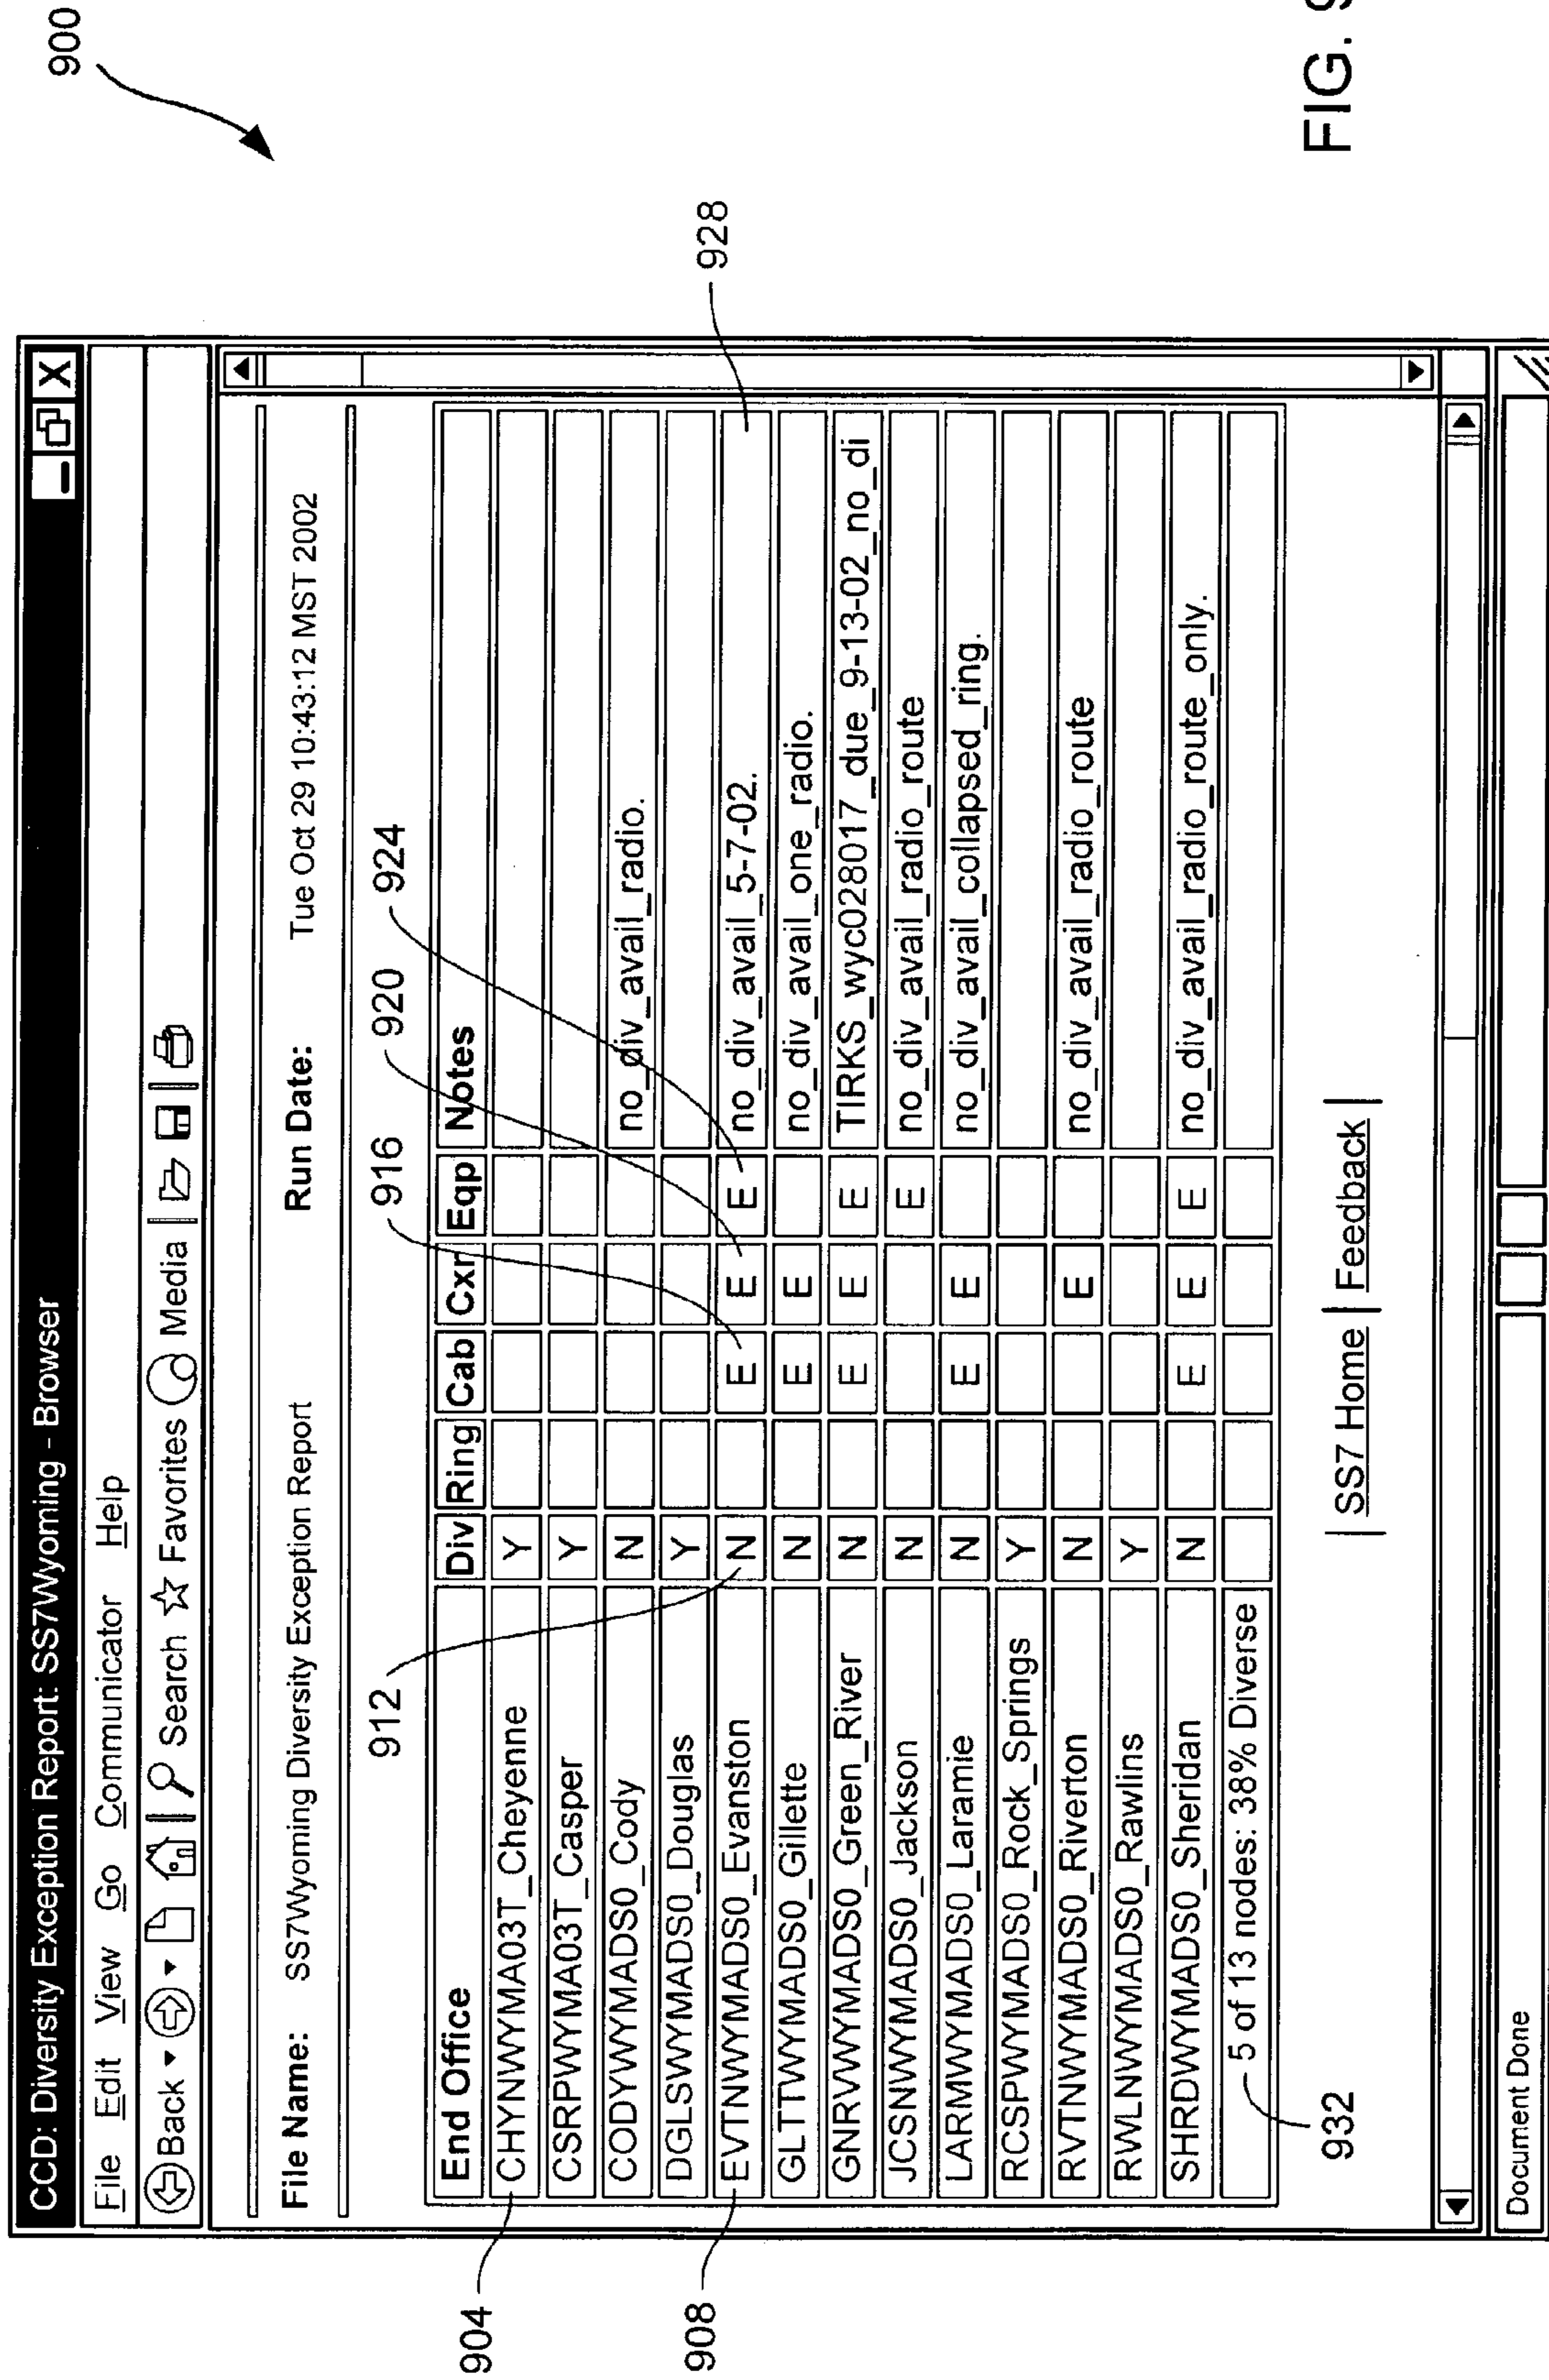 900
CCD: Diversity Exception Report: SS7Wyoming - Browser
X
File Edit View Go Communicator Help
Back Search Favorites Media
File Name: SS7Wyoming Diversity Exception Report Run Date: Tue Oct 29 10:43:12 MST 2002
912 916 920 924
End Office Div Ring Cab Cxr Eqp Notes
904 CHYNWYMA03T_Cheyenne Y
CSRPWYMA03T_Casper Y
CODYWYMADS0_Cody N no_div_avail_radio.
DGLSWYMADS0_Douglas Y
908 EVTNWYMADS0_Evanston N E E E no_div_avail_5-7-02. 928
GLTTWYMADS0_Gillette N E E no_div_avail_one_radio.
GNRVWYMADS0_Green_River N E E E TIRKS_wyc028017_due_9-13-02_no_di
JCSNWYMADS0_Jackson N E no_div_avail_radio_route
LARMWYMADS0_Laramie N E E no_div_avail_collapsed_ring.
RCSPWYMADS0_Rock_Springs Y
RVTNWYMADS0_Riverton N E no_div_avail_radio_route
RWLNWYMADS0_Rawlins Y
SHRDWYMADS0_Sheridan N E E E no_div_avail_radio_route_only.
5 of 13 nodes: 38% Diverse
932
| SS7 Home | Feedback |
Document Done
FIG. 9